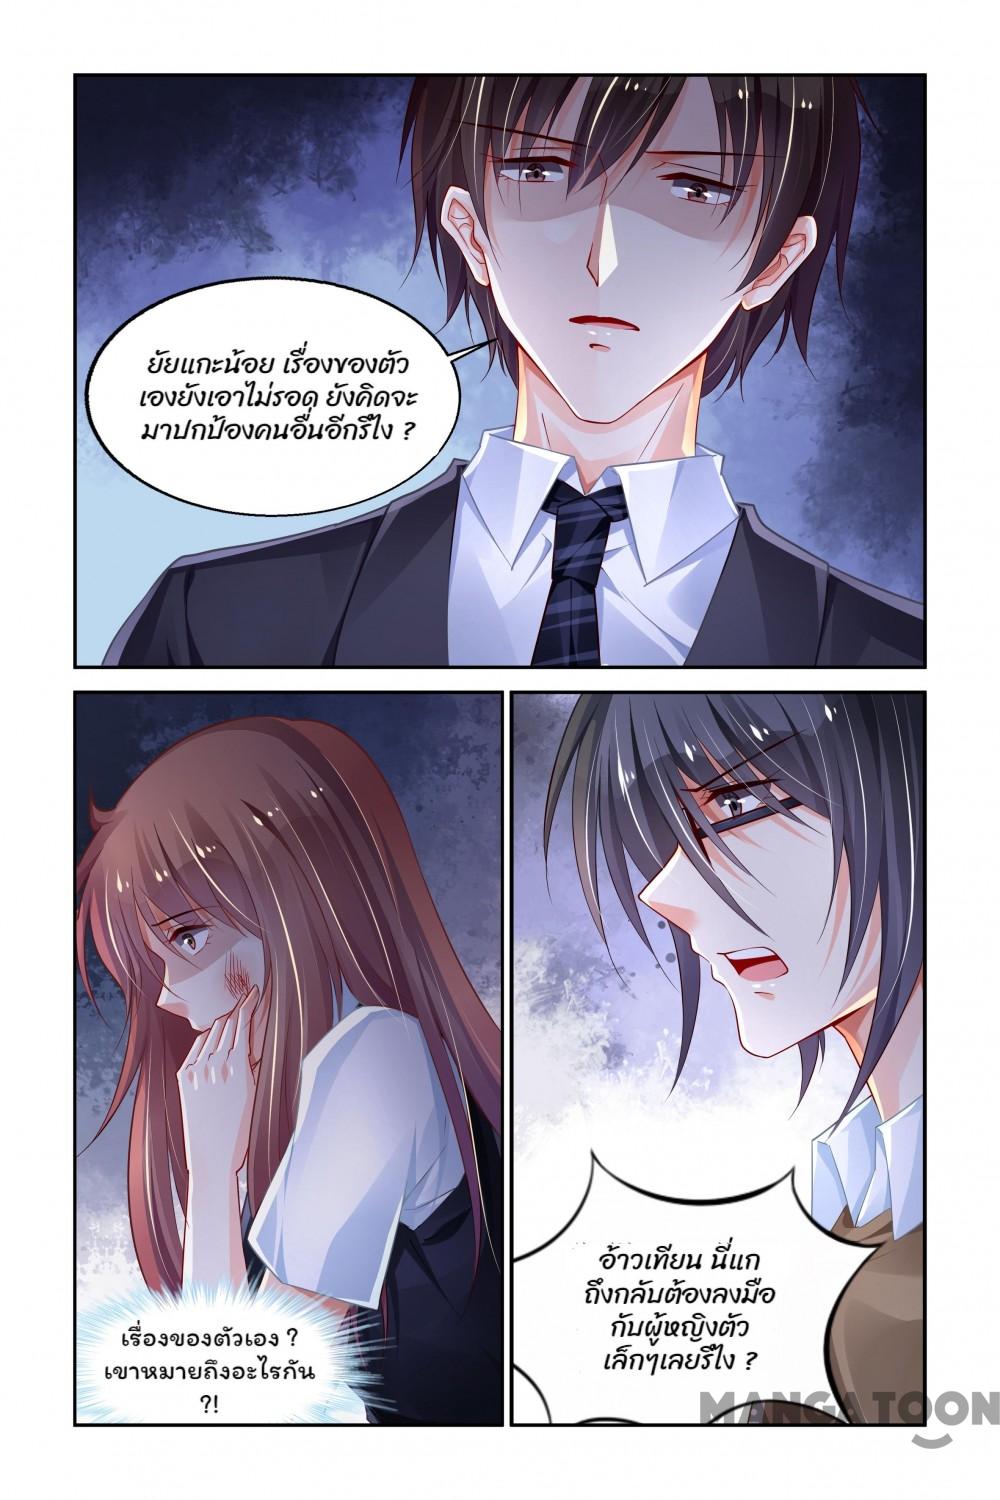 ยัยแกะน้อย เรื่องของตัว
เองยังเอาไม่รอด ยังคิดจะ
มาปกป้องคนอื่นอีกรึไง ?
เรื่องของตัวเอง ?
เขาหมายถึงอะไรกัน
?!
อ้าวเทียน นี่แก
ถึงกลับต้องลงมือ
กับผู้หญิงตัว
เล็กๆเลยรึไง ?
MANGATOON